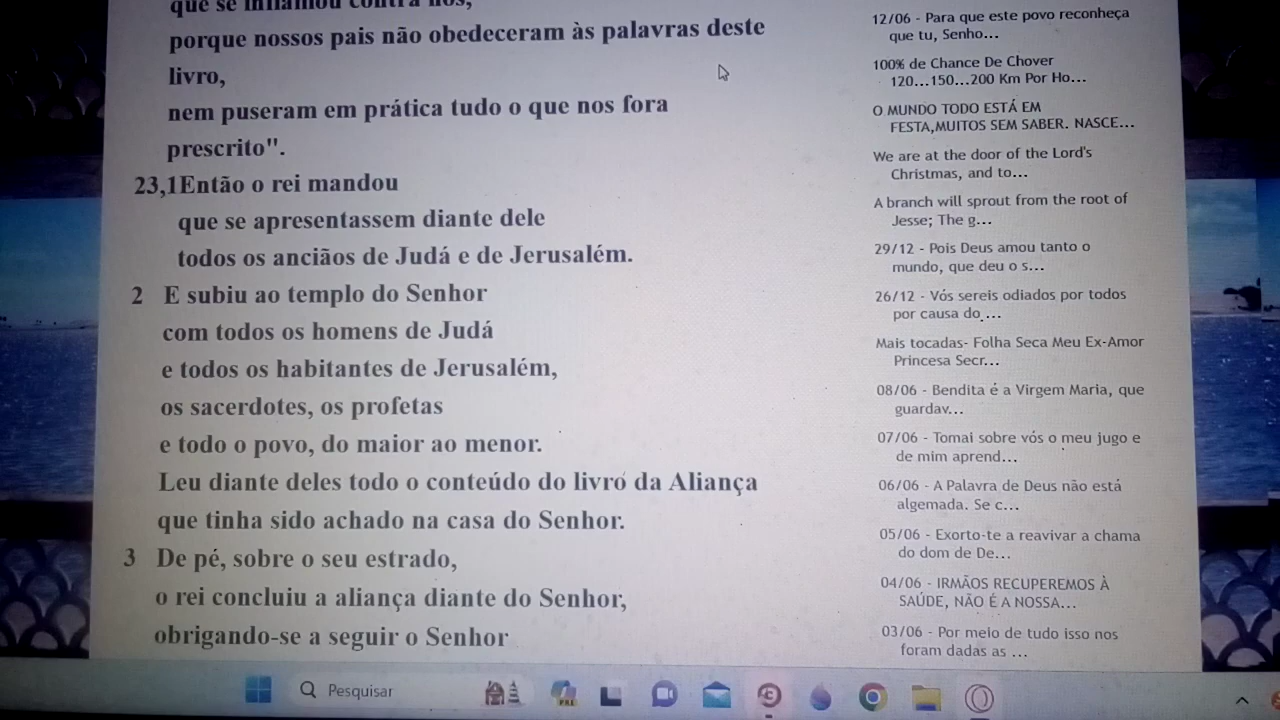 que se inflamou contra nós,
porque nossos pais não obedeceram às palavras deste
livro,
nem puseram em prática tudo o que nos fora
prescrito".
23,1Então o rei mandou
que se apresentassem diante dele
todos os anciãos de Judá e de Jerusalém.
2 E subiu ao templo do Senhor
com todos os homens de Judá
e todos os habitantes de Jerusalém,
os sacerdotes, os profetas
e todo o povo, do maior ao menor.
Leu diante deles todo o conteúdo do livro da Aliança
que tinha sido achado na casa do Senhor.
3 De pé, sobre o seu estrado,
o rei concluiu a aliança diante do Senhor,
obrigando-se a seguir o Senhor
12/06 - Para que este povo reconheça
que tu, Senho...
100% de Chance De Chover
120...150...200 Km Por Ho...
O MUNDO TODO ESTÁ EM
FESTA,MUITOS SEM SABER. NASCE...
We are at the door of the Lord's
Christmas, and to...
A branch will sprout from the root of
Jesse; The g...
29/12 - Pois Deus amou tanto o
mundo, que deu o s...
26/12 - Vós sereis odiados por todos
por causa do ...
Mais tocadas- Folha Seca Meu Ex-Amor
Princesa Secr...
08/06 - Bendita é a Virgem Maria, que
guardav...
07/06 - Tomai sobre vós o meu jugo e
de mim aprend...
06/06 - A Palavra de Deus não está
algemada. Se c...
05/06 - Exorto-te a reavivar a chama
do dom de De...
04/06 - IRMÃOS RECUPEREMOS À
SAÚDE, NÃO É A NOSSA...
03/06 - Por meio de tudo isso nos
foram dadas as ...
Pesquisar
PRE